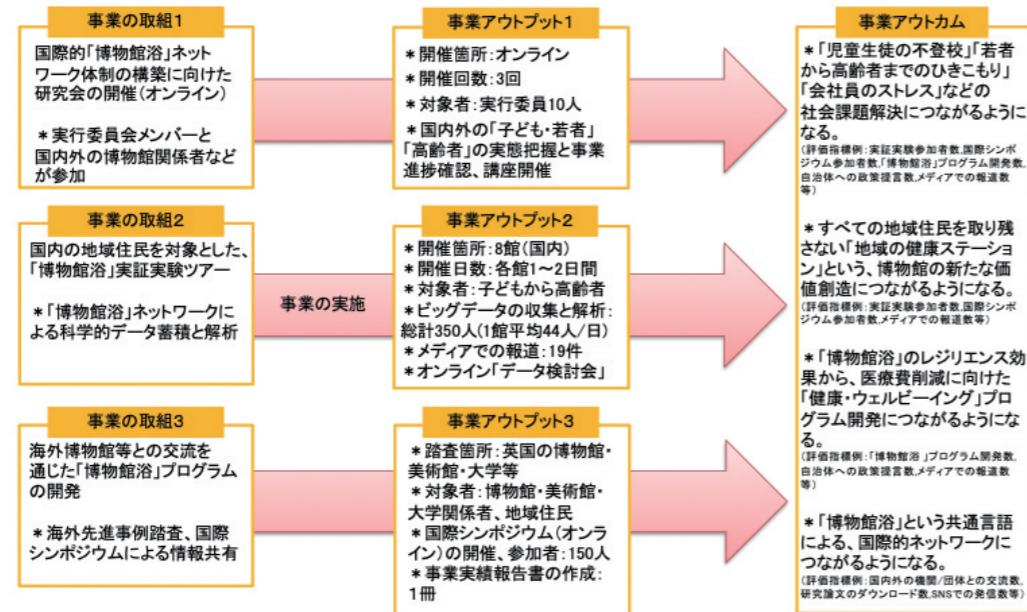 事業の取組1
国際的「博物館浴」ネット
ワーク体制の構築に向けた
研究会の開催(オンライン)
＊実行委員会メンバーと
国内外の博物館関係者など
が参加
事業アウトプット1
＊開催箇所:オンライン
＊開催回数:3回
＊対象者:実行委員10人
＊国内外の「子ども・若者」
「高齢者」の実態把握と事業
進捗確認、講座開催
事業の取組2
国内の地域住民を対象とした、
「博物館浴」実証実験ツアー
＊「博物館浴」ネットワークに
よる科学的データ蓄積と解析
事業の実施
事業アウトプット2
＊開催箇所:8館(国内)
＊開催日数:各館1～2日間
＊対象者:子どもから高齢者
＊ビッグデータの収集と解析:
総計350人(1館平均44人/日)
＊メディアでの報道:19件
＊オンライン「データ検討会」
事業の取組3
海外博物館等との交流を
通じた「博物館浴」プログラム
の開発
＊海外先進事例踏査、国際
シンポジウムによる情報共有
事業アウトプット3
＊踏査箇所:英国の博物館・
美術館・大学等
＊対象者:博物館・美術館・
大学関係者、地域住民
＊国際シンポジウム(オンラ
イン)の開催、参加者:150人
＊事業実績報告書の作成:
1冊
事業アウトカム
＊「児童生徒の不登校」「若者
から高齢者までのひきこもり」
「会社員のストレス」などの
社会課題解決につながるように
なる。
(評価指標例:実証実験参加者数,国際シンポ
ジウム参加者数,「博物館浴」プログラム開発数,
自治体への政策提言数,メディアでの報道数
等)
＊すべての地域住民を取り残
さない「地域の健康ステーショ
ン」という、博物館の新たな価
値創造につながるようになる。
(評価指標例:実証実験参加者数,国際シンポ
ジウム参加者数,メディアでの報道数等)
＊「博物館浴」のレジリエンス効
果から、医療費削減に向けた
「健康・ウェルビーイング」プロ
グラム開発につながるようにな
る。
(評価指標例:「博物館浴」プログラム開発数,
自治体への政策提言数,メディアでの報道数
等)
＊「博物館浴」という共通言語
による、国際的ネットワークに
つながるようになる。
(評価指標例:国内外の機関/団体との交流数,
研究論文のダウンロード数,SNSでの発信数等)